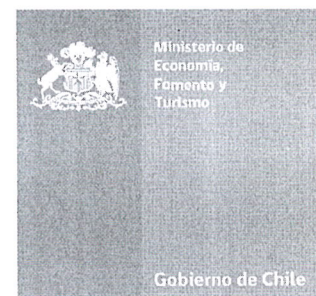 Ministerio de
Economía,
Fomento y
Turismo
Gobierno de Chile